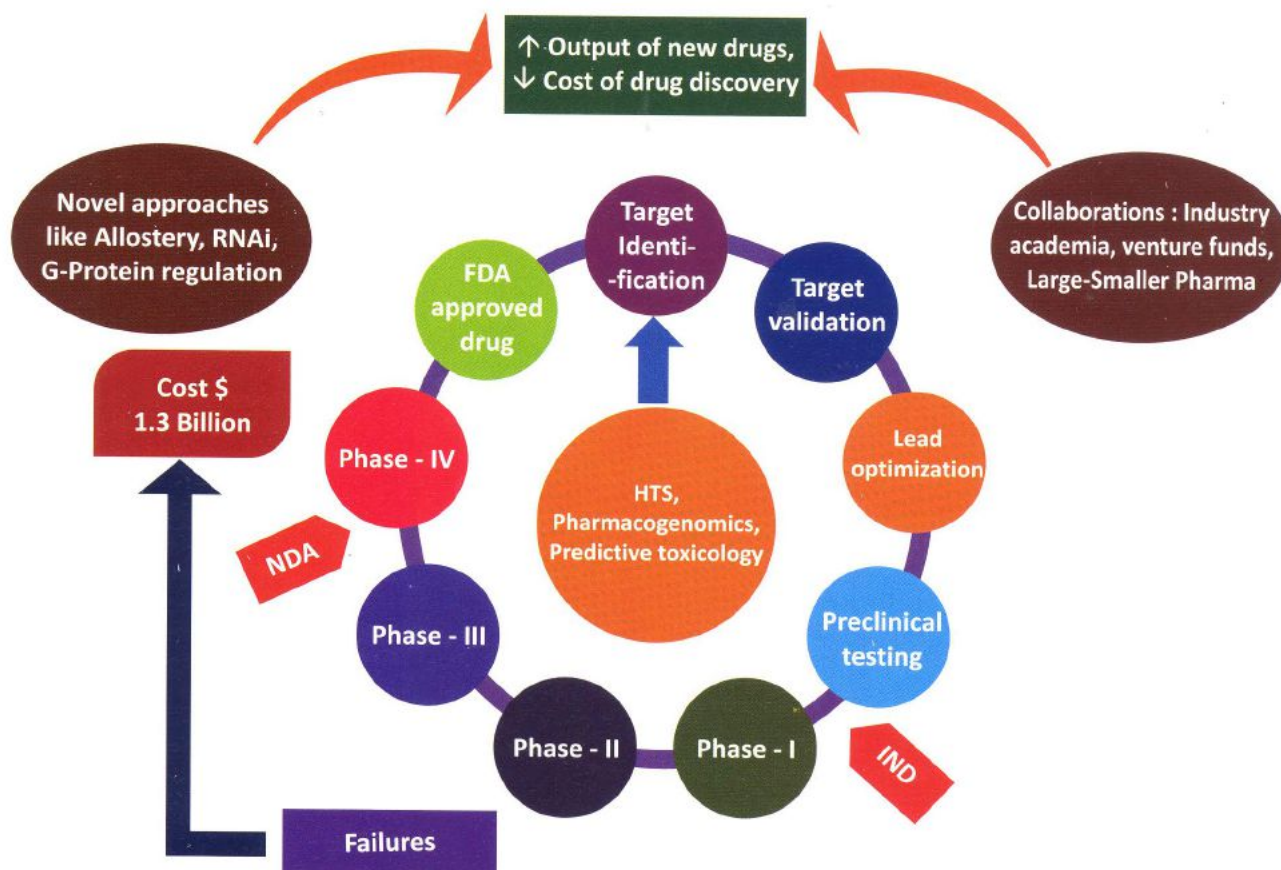 ↑ Output of new drugs,
↓ Cost of drug discovery
Novel approaches
like Allostery, RNAi,
G-Protein regulation
Collaborations : Industry
academia, venture funds,
Large-Smaller Pharma
Target
Identi-
-fication
Target
validation
Lead
optimization
Preclinical
testing
IND
Phase - I
Phase - II
Phase - III
NDA
Phase - IV
FDA
approved
drug
HTS,
Pharmacogenomics,
Predictive toxicology
Cost $
1.3 Billion
Failures